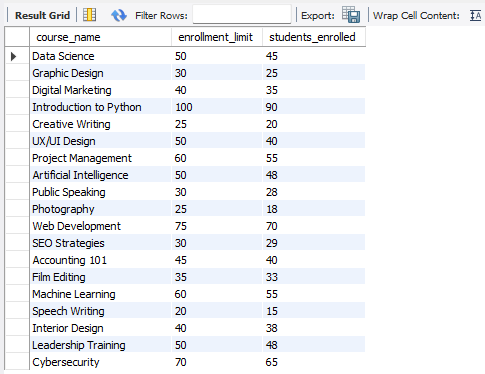 Result Grid Filter Rows: Export: Wrap Cell Content: IA
course_name enrollment_limit students_enrolled
Data Science 50 45
Graphic Design 30 25
Digital Marketing 40 35
Introduction to Python 100 90
Creative Writing 25 20
UX/UI Design 50 40
Project Management 60 55
Artificial Intelligence 50 48
Public Speaking 30 28
Photography 25 18
Web Development 75 70
SEO Strategies 30 29
Accounting 101 45 40
Film Editing 35 33
Machine Learning 60 55
Speech Writing 20 15
Interior Design 40 38
Leadership Training 50 48
Cybersecurity 70 65